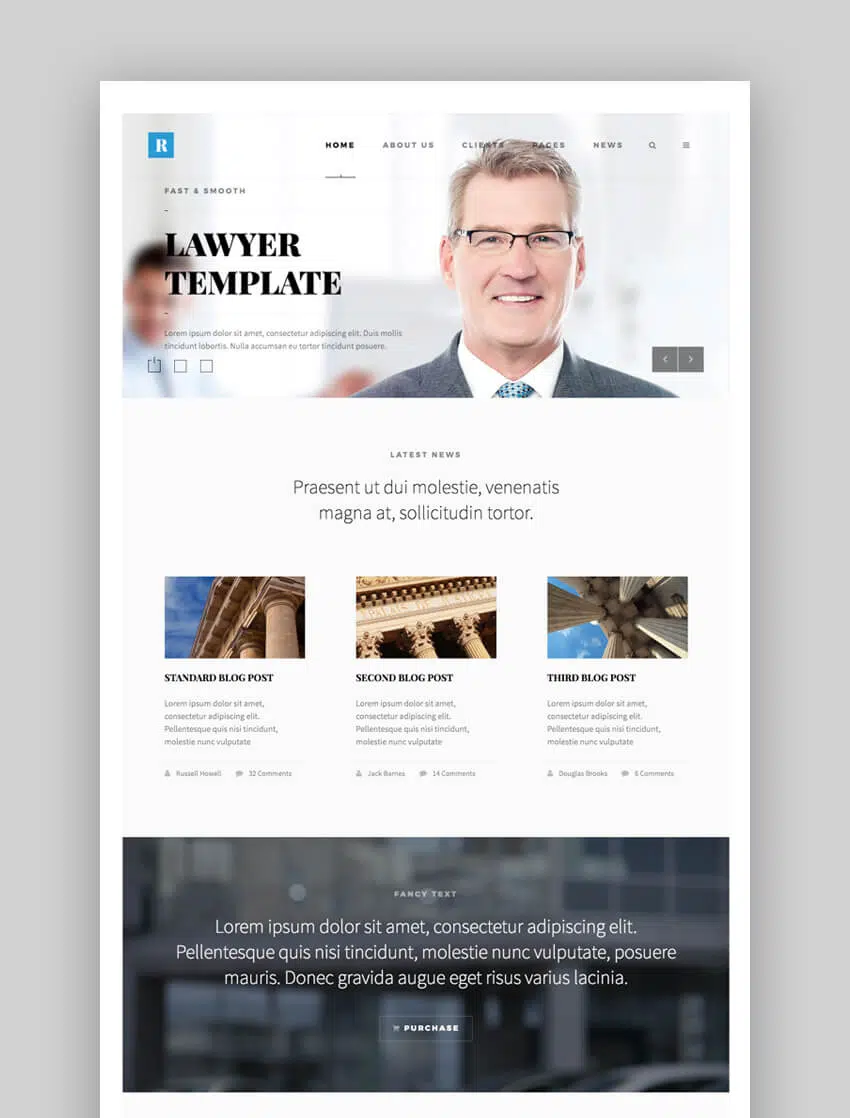 R
HOME ABOUT US CLIENTS PAGES NEWS
FAST & SMOOTH
-
LAWYER
TEMPLATE
-
Lorem ipsum dolor sit amet, consectetur adipiscing elit. Duis mollis
tincidunt lobortis. Nulla accumsan eu tortor tincidunt posuere.
LATEST NEWS
Praesent ut dui molestie, venenatis
magna at, sollicitudin tortor.
PALAIS DE JUSTICE
STANDARD BLOG POST
Lorem ipsum dolor sit amet,
consectetur adipiscing elit.
Pellentesque quis nisi tincidunt,
molestie nunc vulputate
Russell Howell 32 Comments
SECOND BLOG POST
Lorem ipsum dolor sit amet,
consectetur adipiscing elit.
Pellentesque quis nisi tincidunt,
molestie nunc vulputate
Jack Barnes 14 Comments
THIRD BLOG POST
Lorem ipsum dolor sit amet,
consectetur adipiscing elit.
Pellentesque quis nisi tincidunt,
molestie nunc vulputate
Douglas Brooks 6 Comments
FANCY TEXT
Lorem ipsum dolor sit amet, consectetur adipiscing elit.
Pellentesque quis nisi tincidunt, molestie nunc vulputate, posuere
mauris. Donec gravida augue eget risus varius lacinia.
PURCHASE